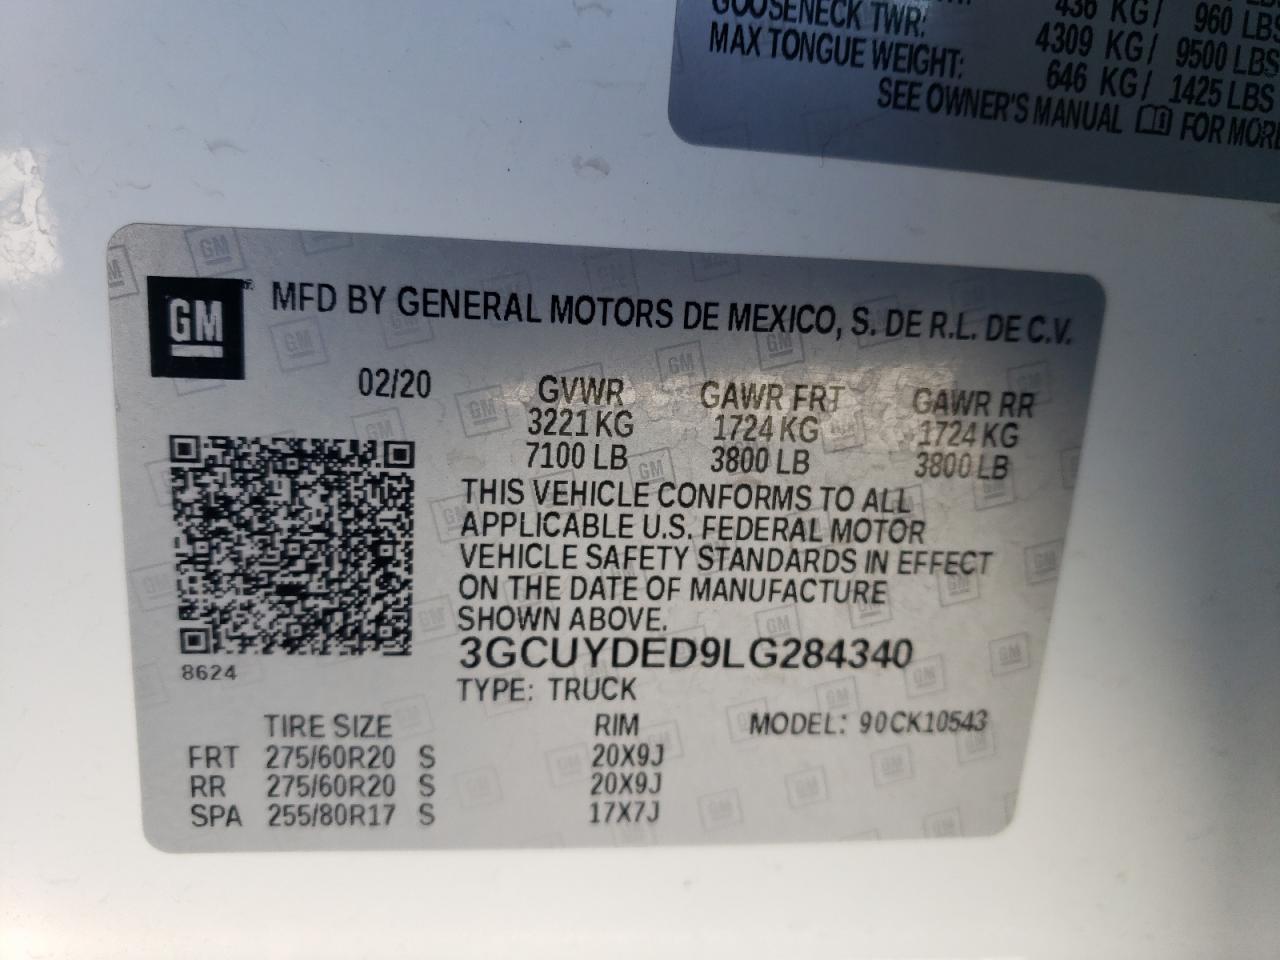 436 KG/ 960 LBS
GOOSENECK TWR: 4309 KG/ 9500 LBS
MAX TONGUE WEIGHT: 646 KG/ 1425 LBS
SEE OWNER'S MANUAL FOR MORE
GM
MFD BY GENERAL MOTORS DE MEXICO, S. DE R.L. DE C.V.
02/20 GVWR GAWR FRT GAWR RR
3221 KG 1724 KG 1724 KG
7100 LB 3800 LB 3800 LB
THIS VEHICLE CONFORMS TO ALL
APPLICABLE U.S. FEDERAL MOTOR
VEHICLE SAFETY STANDARDS IN EFFECT
ON THE DATE OF MANUFACTURE
SHOWN ABOVE.
3GCUYDED9LG284340
8624
TYPE: TRUCK
TIRE SIZE RIM MODEL: 90CK10543
FRT 275/60R20 S 20X9J
RR 275/60R20 S 20X9J
SPA 255/80R17 S 17X7J